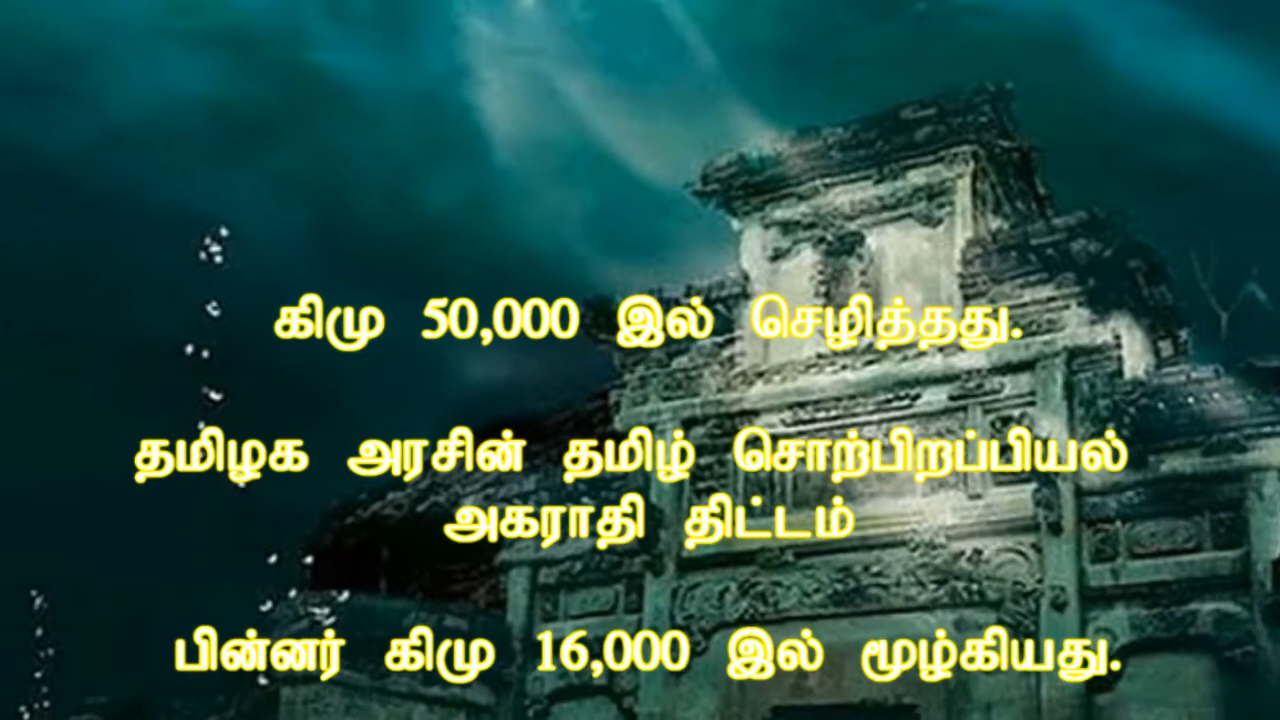 கிமு 50,000 இல் செழித்தது.
தமிழக அரசின் தமிழ் சொற்பிறப்பியல்
அகராதி திட்டம்
பின்னர் கிமு 16,000 இல் மூழ்கியது.